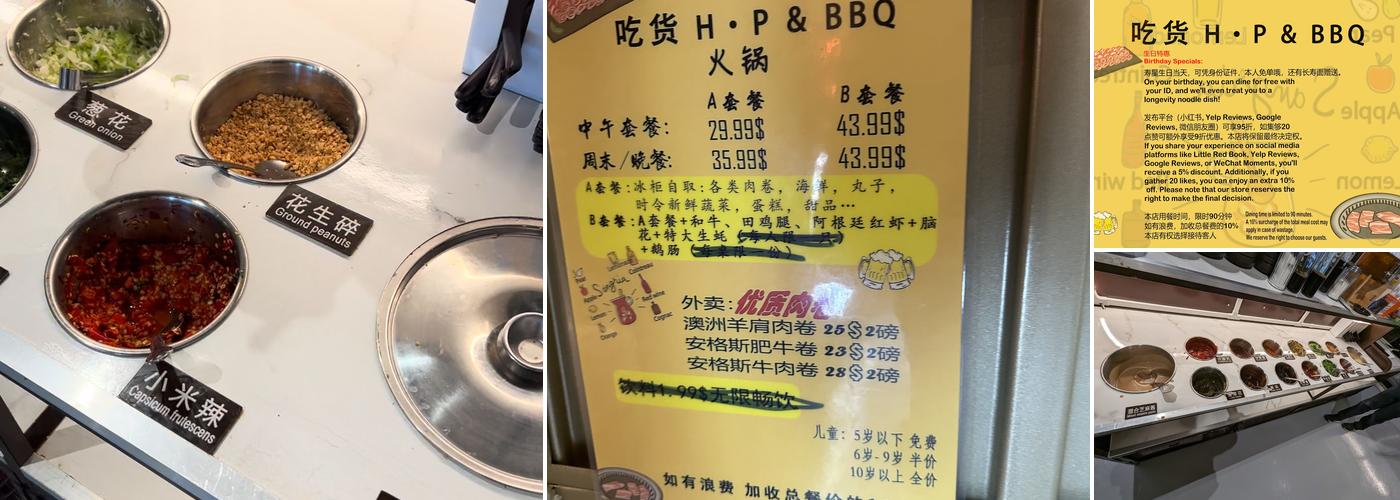 葱花
Green onion
花生碎
Ground peanuts
小米辣
Capsicum frutescens
吃货 H·P & BBQ
火锅
A套餐 B套餐
中午套餐: 29.99$ 43.99$
周末/晚餐: 35.99$ 43.99$
A套餐:冰柜自取:各类肉卷,海鲜,丸子,
时令新鲜蔬菜,蛋糕,甜品…
B套餐:A套餐+和牛、田鸡腿、阿根廷红虾+脑
花+特大生蚝
+鹅肠
外卖:优质肉卷
澳洲羊肩肉卷 25$2磅
安格斯肥牛卷 23$2磅
安格斯牛肉卷 28$2磅
饮料1.99$无限畅饮
儿童:5岁以下 免费
6岁-9岁 半价
10岁以上 全价
如有浪费 加收总餐价的
吃货 H·P & BBQ
生日特惠
Birthday Specials:
寿星生日当天,可凭身份证件,本人免单哦,还有长寿面赠送。
On your birthday, you can dine for free with
your ID, and we'll even treat you to a
longevity noodle dish!
发布平台(小红书, Yelp Reviews, Google
Reviews, 微信朋友圈)可享95折,如集够20
点赞可额外享受9折优惠。本店将保留最终决定权。
If you share your experience on social media
platforms like Little Red Book, Yelp Reviews,
Google Reviews, or WeChat Moments, you'll
receive a 5% discount. Additionally, if you
gather 20 likes, you can enjoy an extra 10%
off. Please note that our store reserves the
right to make the final decision.
本店用餐时间,限时90分钟
如有浪费,加收总餐费的10%
本店有权选择接待客人
Dining time is limited to 90 minutes.
A 10% surcharge of the total meal cost may
apply in case of wastage.
We reserve the right to choose our guests.